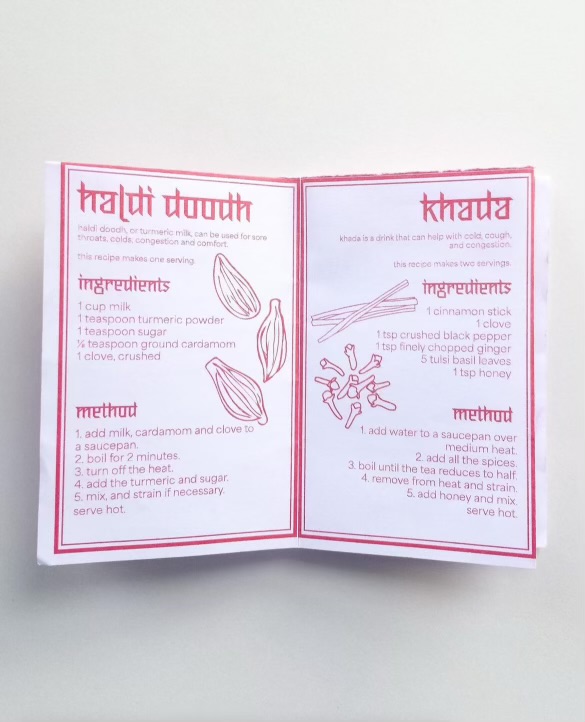 haldi doodh
haldi doodh, or turmeric milk, can be used for sore
throats, colds, congestion and comfort.
this recipe makes one serving.
ingredients
1 cup milk
1 teaspoon turmeric powder
1 teaspoon sugar
teaspoon ground cardamom
1 clove, crushed
method
1. add milk, cardamom and clove to
a saucepan.
2. boil for 2 minutes.
3. turn off the heat.
4. add the turmeric and sugar.
5. mix, and strain if necessary.
serve hot.
khada
khada is a drink that can help with cold, cough,
and congestion.
this recipe makes two servings.
ingredients
1 cinnamon stick
1 clove
1 tsp crushed black pepper
1 tsp finely chopped ginger
5 tulsi basil leaves
1 tsp honey
method
1. add water to a saucepan over
medium heat.
2. add all the spices.
3. boil until the tea reduces to half.
4. remove from heat and strain.
5. add honey and mix.
serve hot.